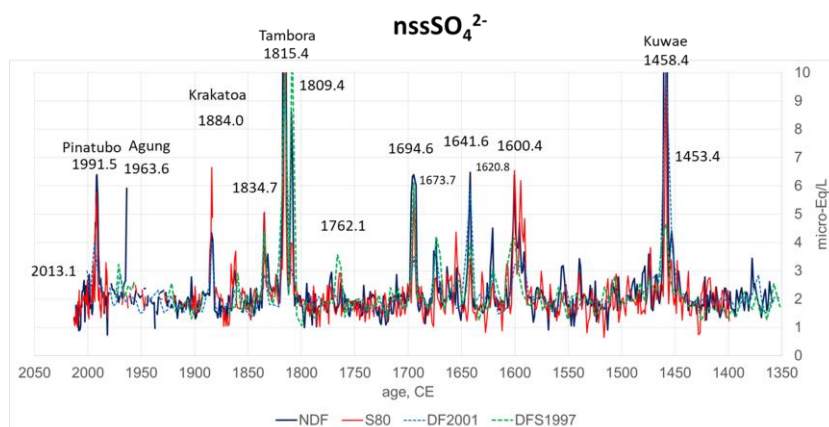 nssSO₄²⁻
Tambora
1815.4
1809.4
Kuwae
1458.4
Krakatoa
1884.0
Pinatubo
1991.5
Agung
1963.6
1834.7
1762.1
1694.6
1673.7
1641.6
1620.8
1600.4
1453.4
2013.1
10
9
8
7
6
5
4
3
2
1
0
micro-Eq/L
2050 2000 1950 1900 1850 1800 1750 1700 1650 1600 1550 1500 1450 1400 1350
age, CE
NDF S80 DF2001 DFS1997